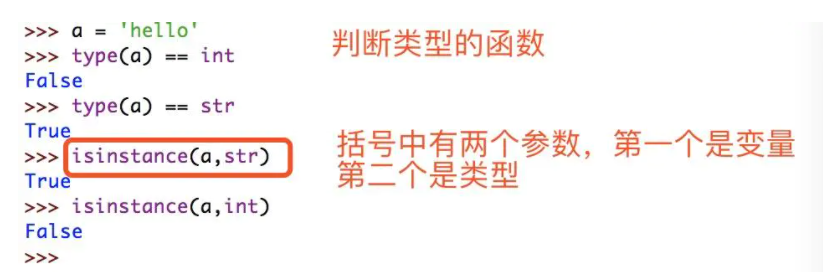 >>> a = 'hello'
>>> type(a) == int
判断类型的函数
False
>>> type(a) == str
True
>>> isinstance(a,str)
括号中有两个参数，第一个是变量
第二个是类型
True
>>> isinstance(a,int)
False
>>>